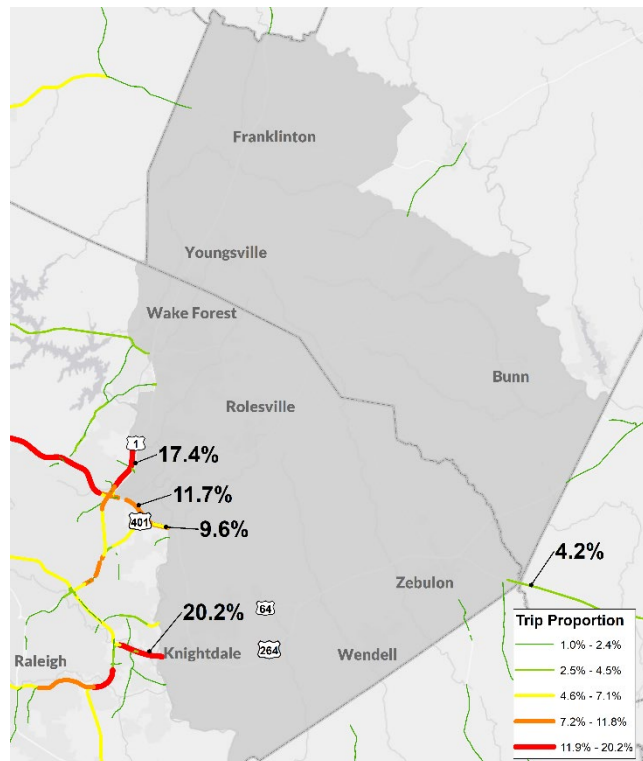 Franklinton
Youngsville
Wake Forest
Bunn
Rolesville
1
17.4%
11.7%
401
9.6%
4.2%
Zebulon
20.2%
64
Raleigh
Knightdale
264
Wendell
Trip Proportion
1.0% - 2.4%
2.5% - 4.5%
4.6% - 7.1%
7.2% - 11.8%
11.9% - 20.2%